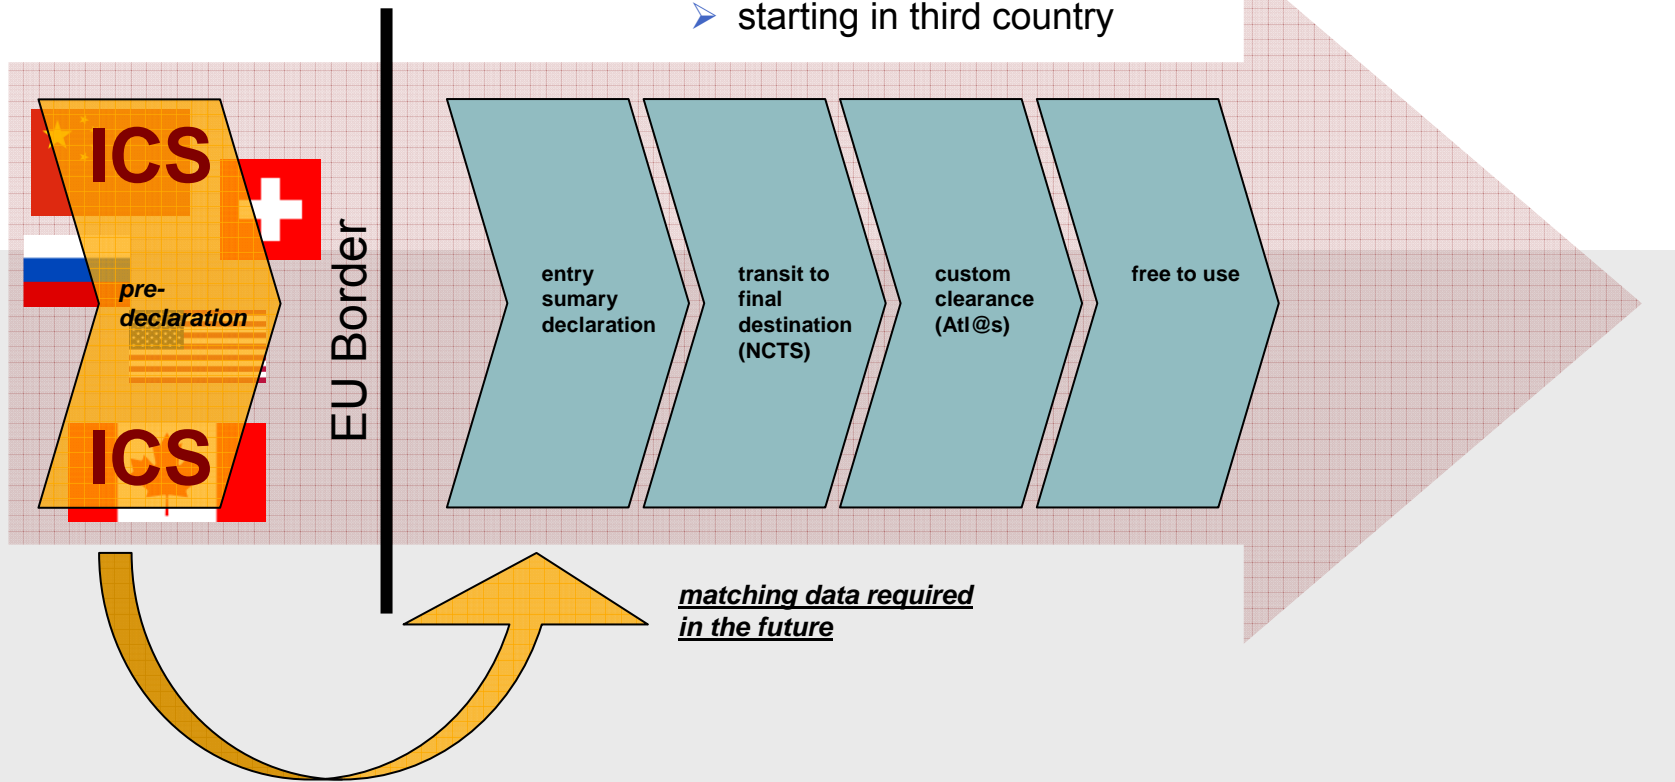 starting in third country
ICS
pre-
declaration
ICS
EU Border
entry
sumary
declaration
transit to
final
destination
(NCTS)
custom
clearance
(Atl@s)
free to use
matching data required
in the future